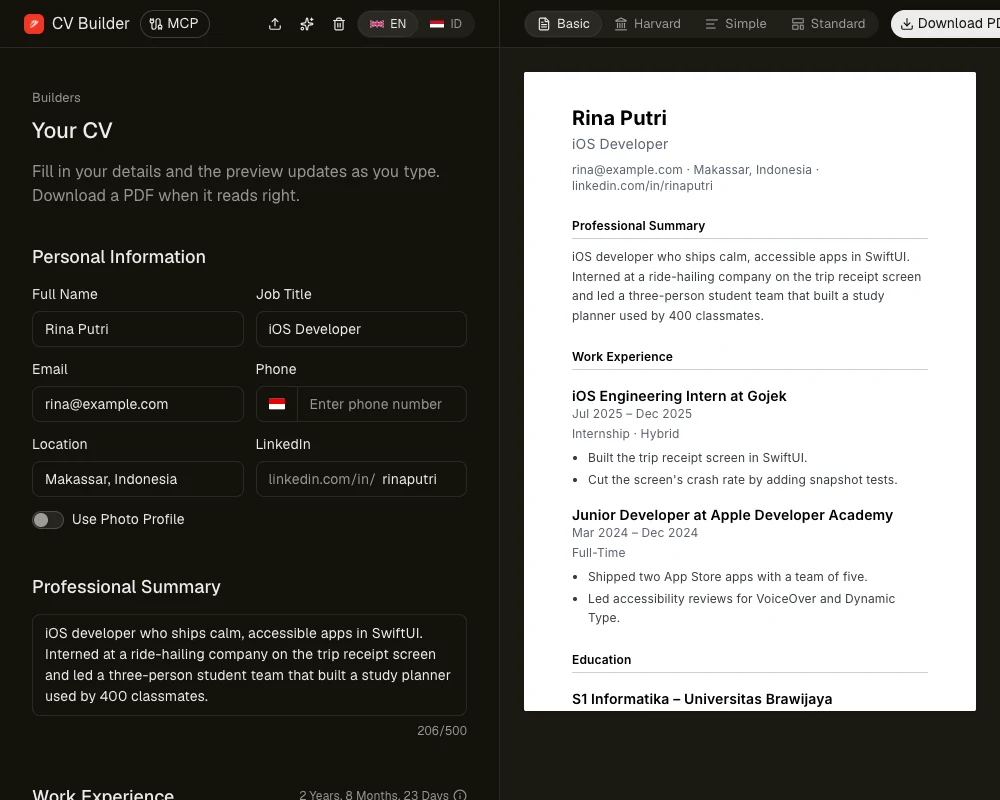 CV Builder
MCP
EN
ID
Builders
Your CV
Fill in your details and the preview updates as you type.
Download a PDF when it reads right.
Personal Information
Full Name
Job Title
Rina Putri
iOS Developer
Email
Phone
rina@example.com
Enter phone number
Location
LinkedIn
Makassar, Indonesia
linkedin.com/in/ rinaputri
Use Photo Profile
Professional Summary
iOS developer who ships calm, accessible apps in SwiftUI.
Interned at a ride-hailing company on the trip receipt screen
and led a three-person student team that built a study planner
used by 400 classmates.
206/500
Work Experience
2 Years, 8 Months, 23 Days
Basic
Harvard
Simple
Standard
Download PD
Rina Putri
iOS Developer
rina@example.com · Makassar, Indonesia ·
linkedin.com/in/rinaputri
Professional Summary
iOS developer who ships calm, accessible apps in SwiftUI.
Interned at a ride-hailing company on the trip receipt screen
and led a three-person student team that built a study
planner used by 400 classmates.
Work Experience
iOS Engineering Intern at Gojek
Jul 2025 – Dec 2025
Internship · Hybrid
• Built the trip receipt screen in SwiftUI.
• Cut the screen's crash rate by adding snapshot tests.
Junior Developer at Apple Developer Academy
Mar 2024 – Dec 2024
Full-Time
• Shipped two App Store apps with a team of five.
• Led accessibility reviews for VoiceOver and Dynamic
Type.
Education
S1 Informatika – Universitas Brawijaya